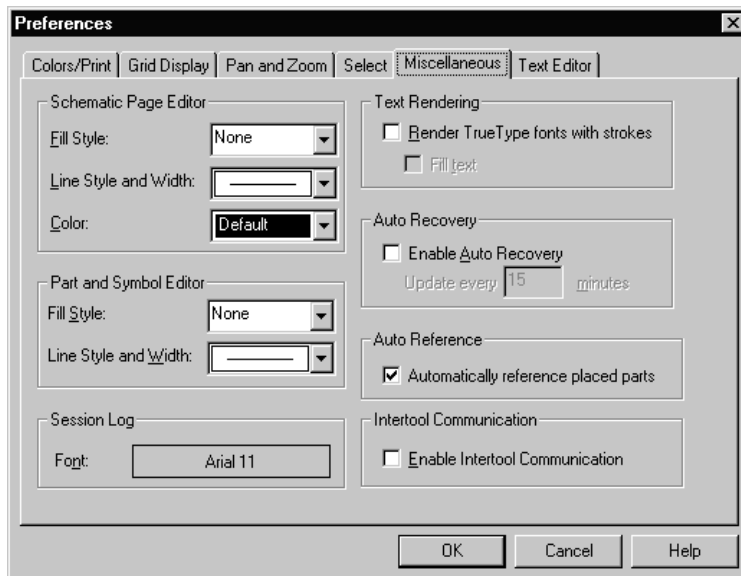 Preferences
Colors/Print Grid Display Pan and Zoom Select Miscellaneous Text Editor
Schematic Page Editor
Fill Style: None
Line Style and Width:
Color: Default
Part and Symbol Editor
Fill Style: None
Line Style and Width:
Session Log
Font: Arial 11
Text Rendering
Render TrueType fonts with strokes
Fill text
Auto Recovery
Enable Auto Recovery
Update every 15 minutes
Auto Reference
Automatically reference placed parts
Intertool Communication
Enable Intertool Communication
OK Cancel Help